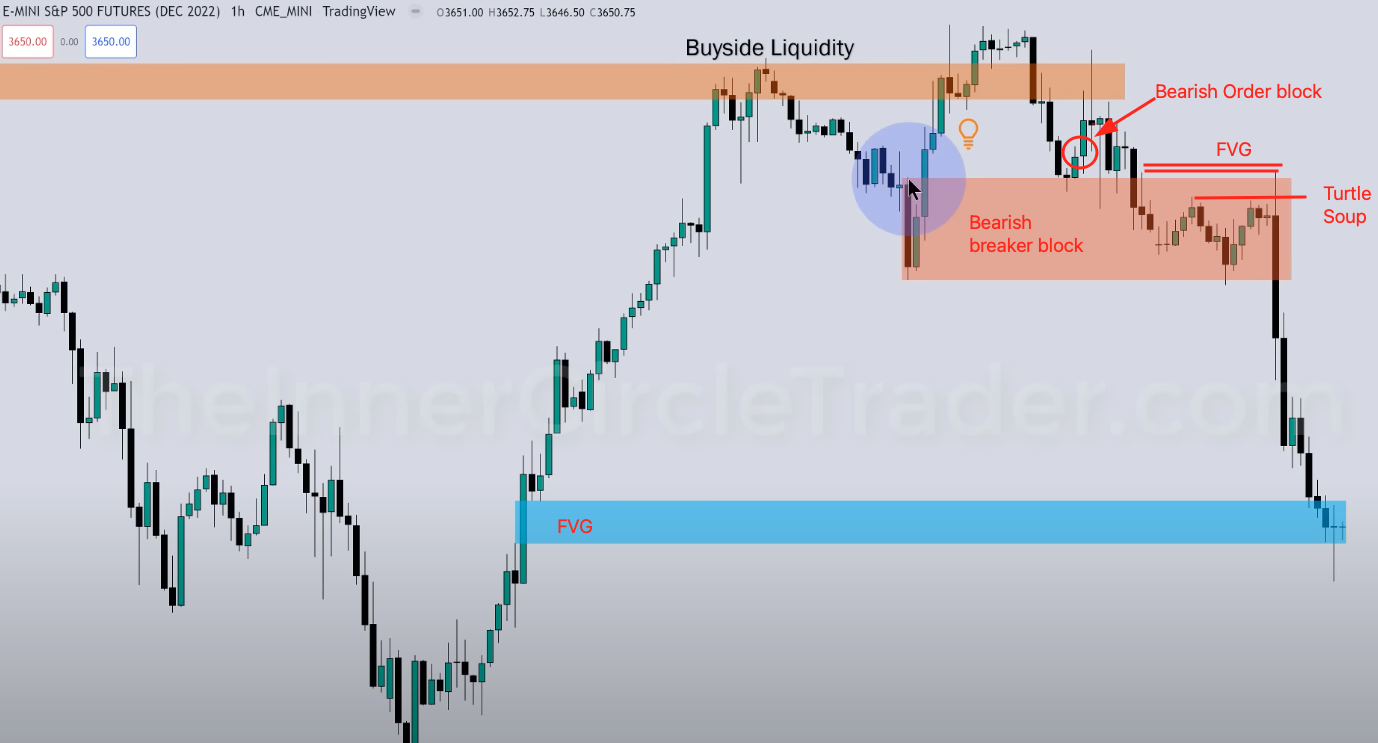 E-MINI S&P 500 FUTURES (DEC 2022) 1h CME_MINI TradingView O3651.00 H3652.75 L3646.50 C3650.75
3650.00 0.00 3650.00
Buyside Liquidity
Bearish Order block
FVG
Turtle
Soup
Bearish
breaker block
TheInnerCircleTrader.com
FVG